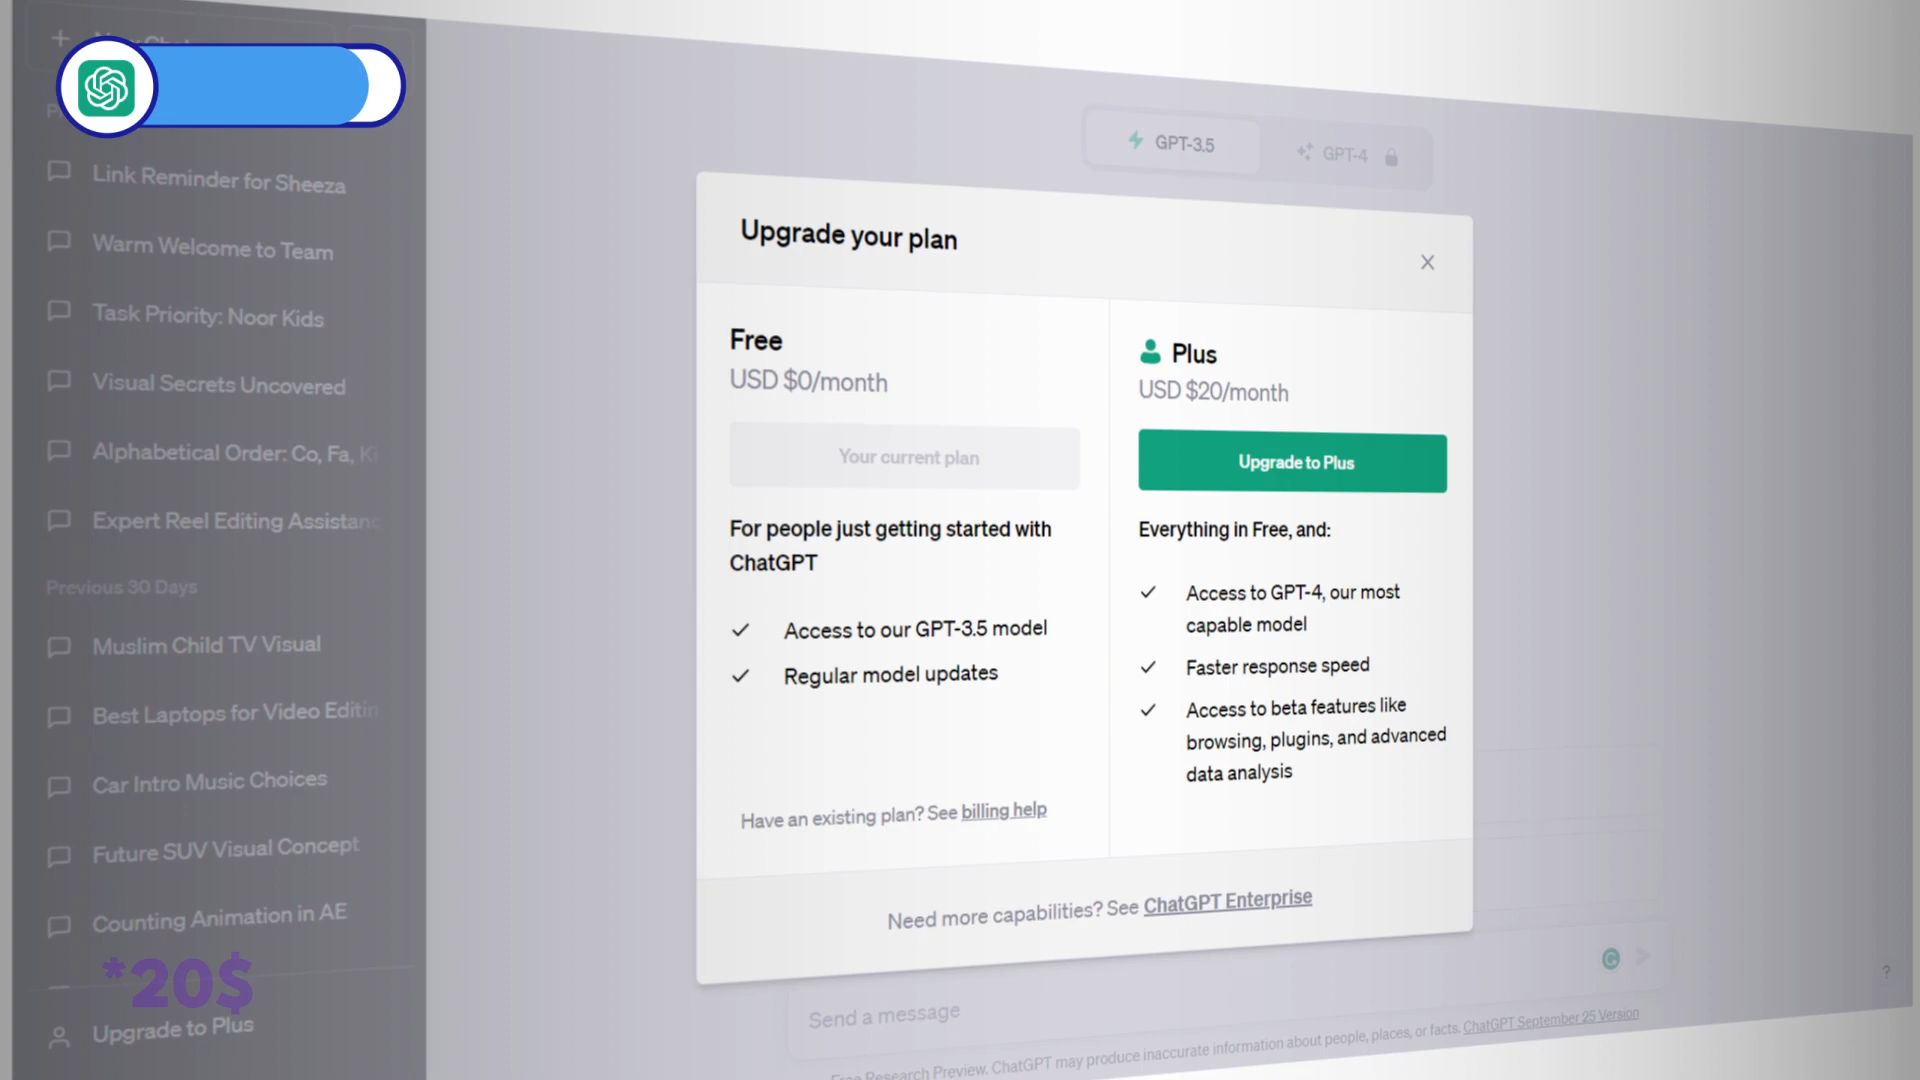 Link Reminder for Sheeza
Warm Welcome to Team
Task Priority: Noor Kids
Visual Secrets Uncovered
Alphabetical Order: Co, Fa, Ki
Expert Reel Editing Assistanc
Previous 30 Days
Muslim Child TV Visual
Best Laptops for Video Editin
Car Intro Music Choices
Future SUV Visual Concept
Counting Animation in AE
*20$
Upgrade to Plus
GPT-3.5
GPT-4
Upgrade your plan
Free
USD $0/month
Your current plan
For people just getting started with
ChatGPT
Access to our GPT-3.5 model
Regular model updates
Have an existing plan? See billing help
Plus
USD $20/month
Upgrade to Plus
Everything in Free, and:
Access to GPT-4, our most
capable model
Faster response speed
Access to beta features like
browsing, plugins, and advanced
data analysis
Need more capabilities? See ChatGPT Enterprise
Send a message
Free Research Preview. ChatGPT may produce inaccurate information about people, places, or facts. ChatGPT September 25 Version
?